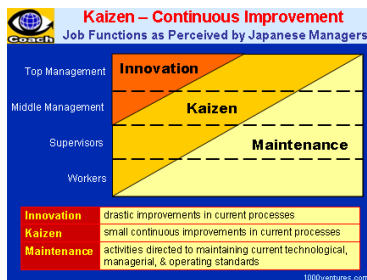 Kaizen – Continuous Improvement
Coach
Job Functions as Perceived by Japanese Managers
Top Management
Innovation
Middle Management
Kaizen
Supervisors
Maintenance
Workers
Innovation drastic improvements in current processes
Kaizen small continuous improvements in current processes
Maintenance activities directed to maintaining current technological,
managerial, & operating standards
1000ventures.com